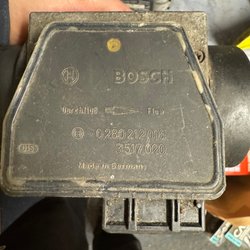 BOSCH
Durchfluß Flow
0 280 212 016
3517020
Made in Germany